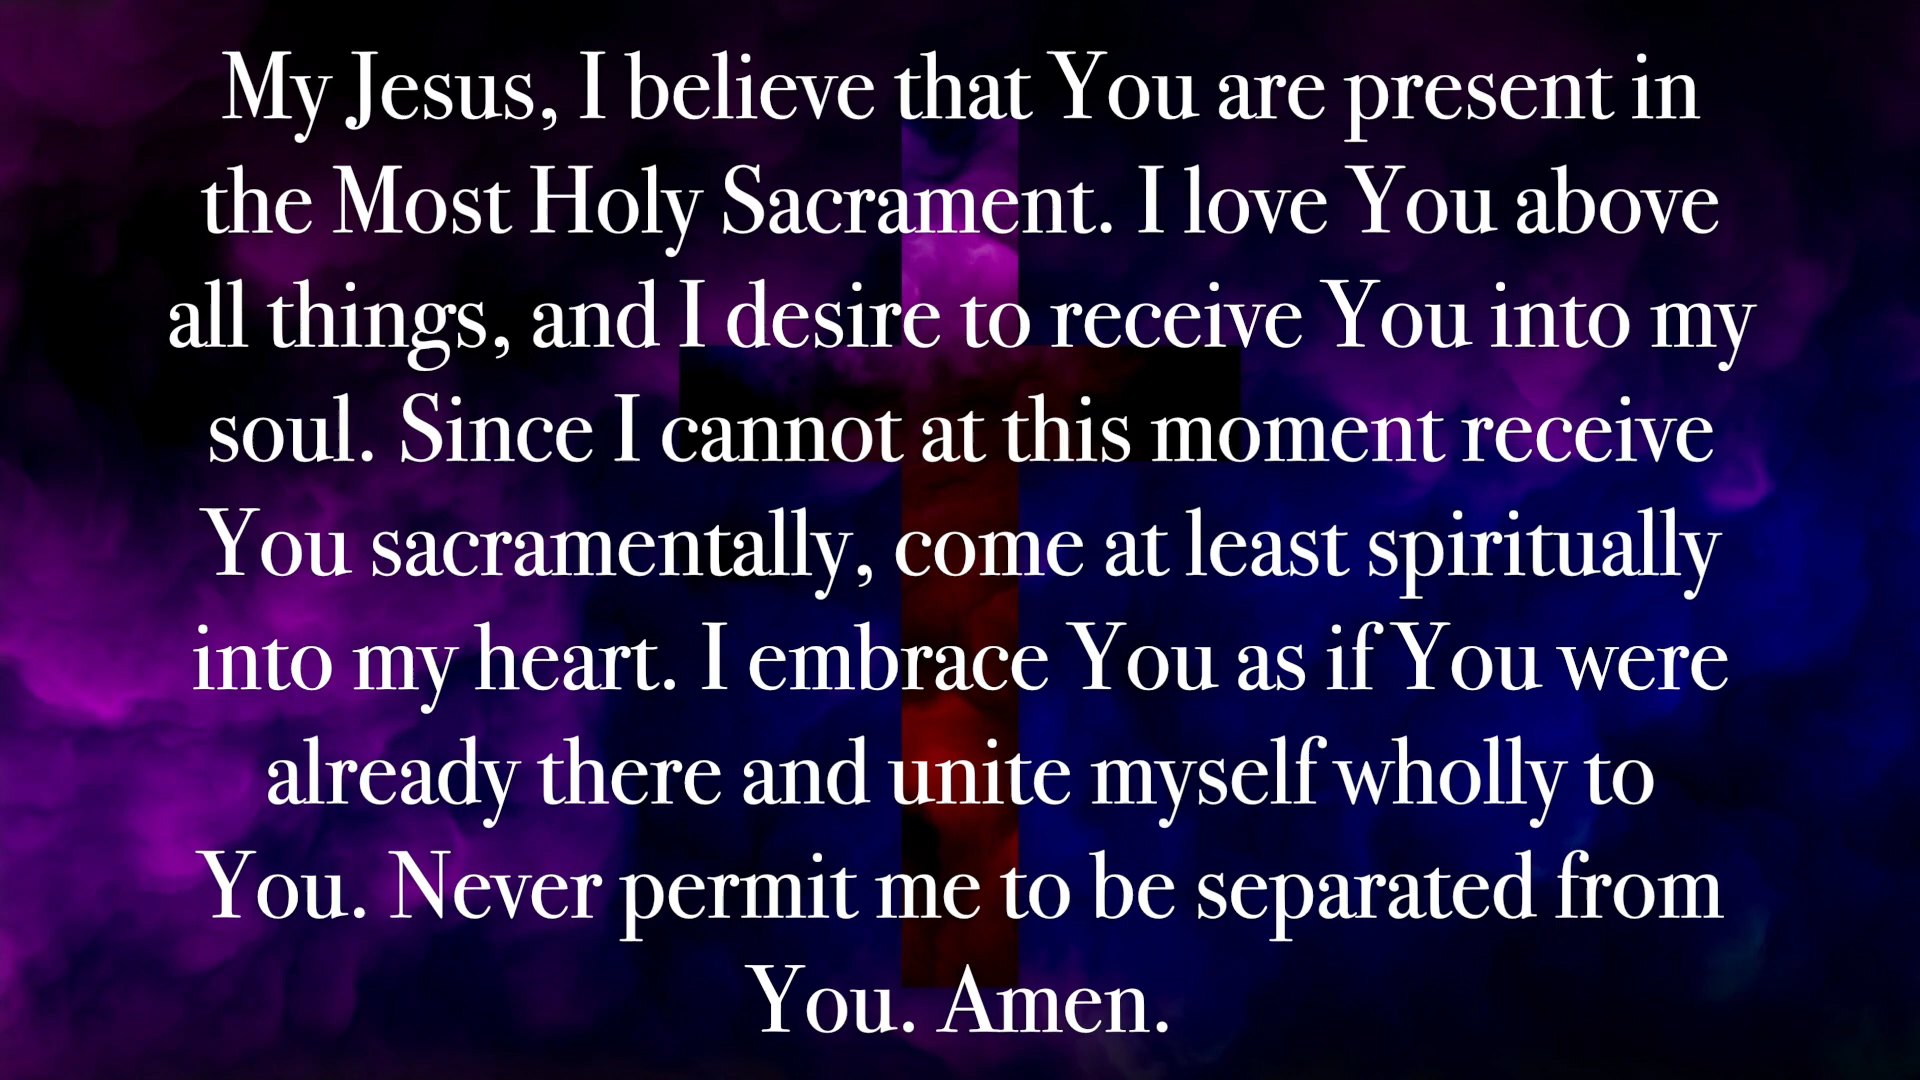 My Jesus, I believe that You are present in
the Most Holy Sacrament. I love You above
all things, and I desire to receive You into my
soul. Since I cannot at this moment receive
You sacramentally, come at least spiritually
into my heart. I embrace You as if You were
already there and unite myself wholly to
You. Never permit me to be separated from
You. Amen.